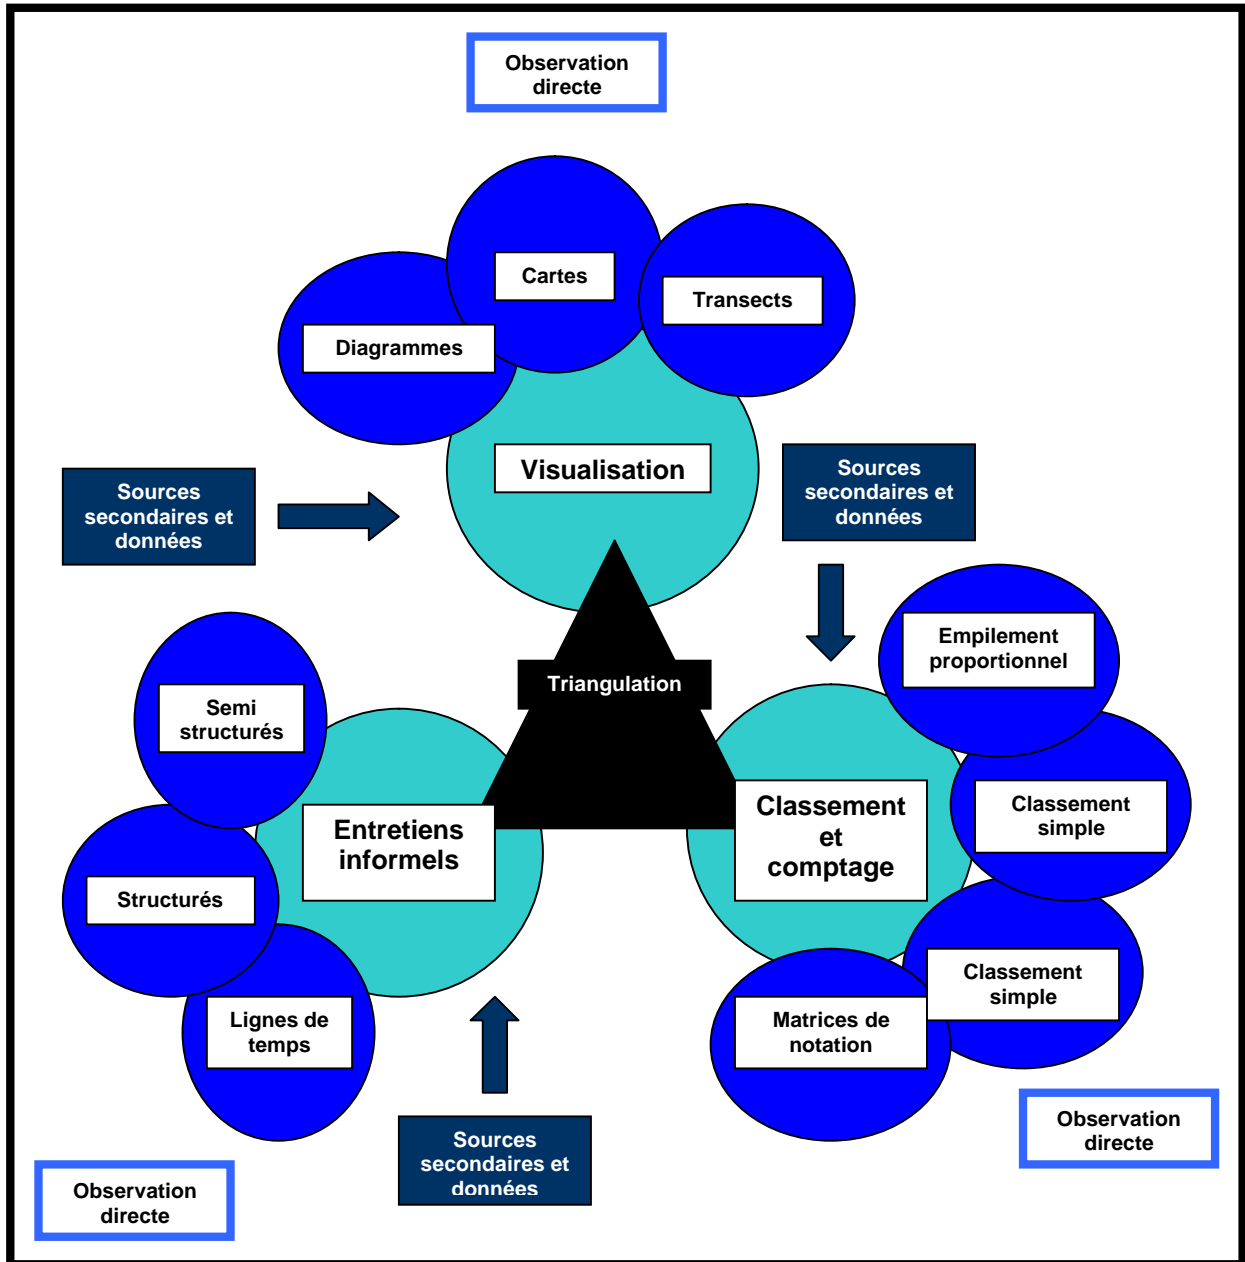 Observation
directe
Cartes
Transects
Diagrammes
Visualisation
Sources
secondaires et
données
Sources
secondaires et
données
Empilement
proportionnel
Triangulation
Semi
structurés
Classement
simple
Entretiens
informels
Classement
et
comptage
Structurés
Classement
simple
Lignes de
temps
Matrices de
notation
Observation
directe
Sources
secondaires et
données
Observation
directe